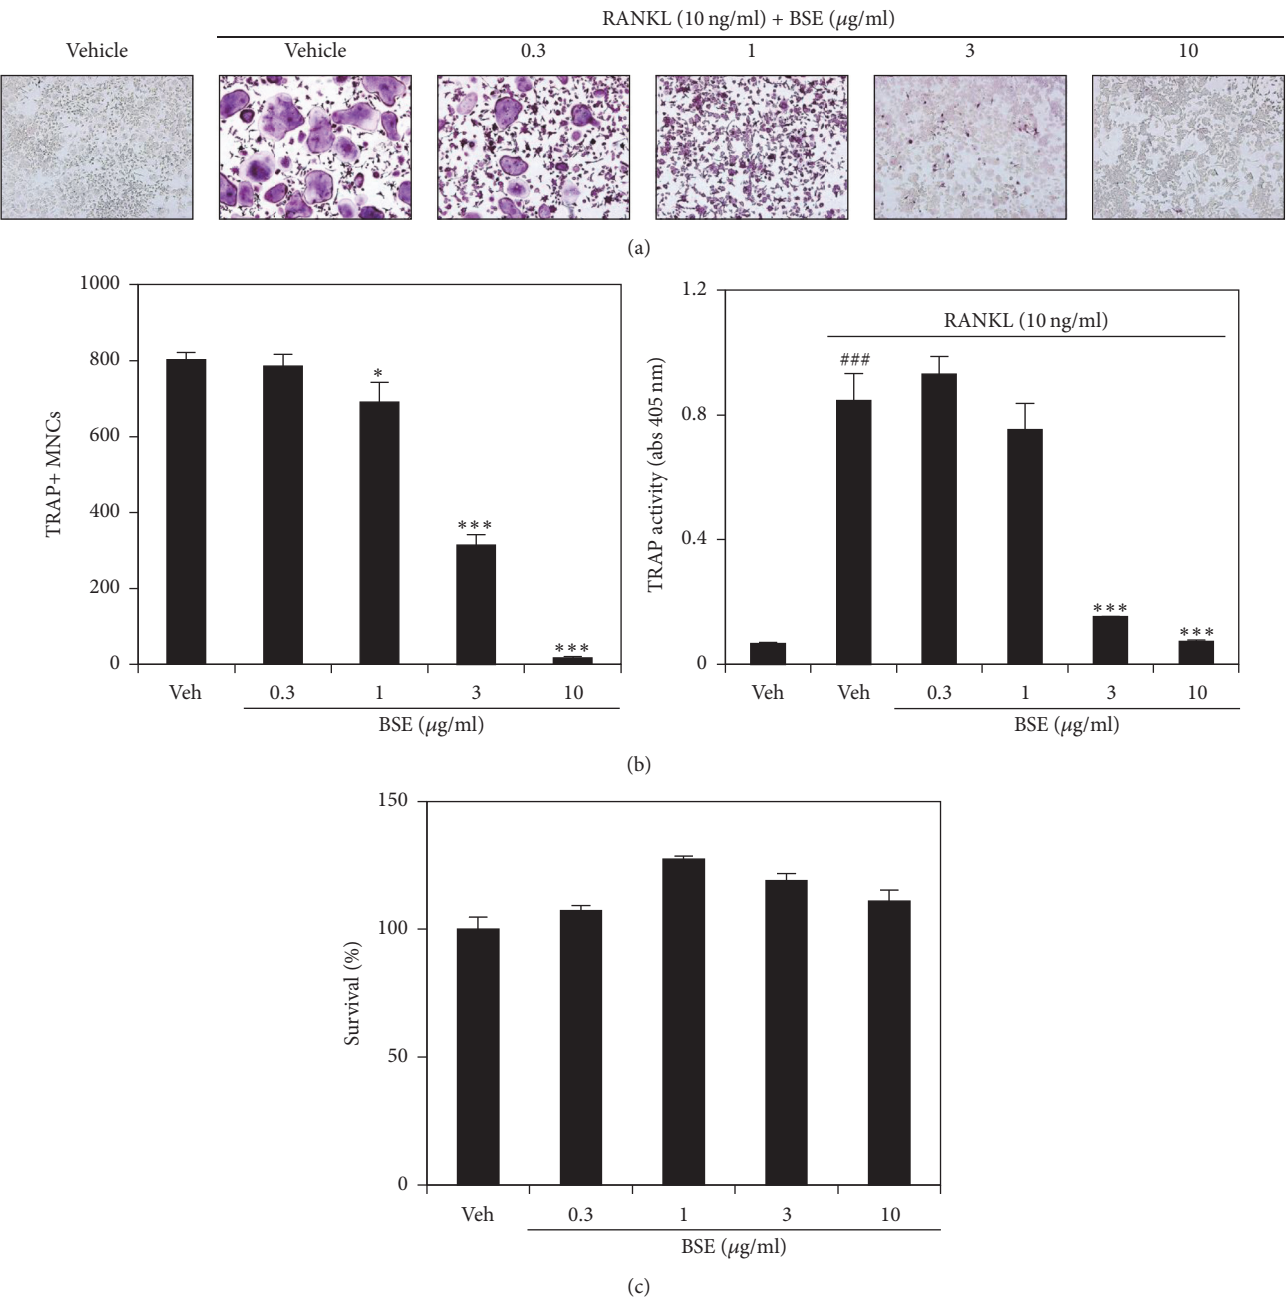 RANKL (10 ng/ml) + BSE (μg/ml)
Vehicle Vehicle 0.3 1 3 10
(a)
1000
800
600
400
200
0
TRAP+ MNCs
*
***
***
Veh 0.3 1 3 10
BSE (μg/ml)
1.2
0.8
0.4
0
TRAP activity (abs 405 nm)
RANKL (10 ng/ml)
###
***
***
Veh Veh 0.3 1 3 10
BSE (μg/ml)
(b)
150
100
50
0
Survival (%)
Veh 0.3 1 3 10
BSE (μg/ml)
(c)